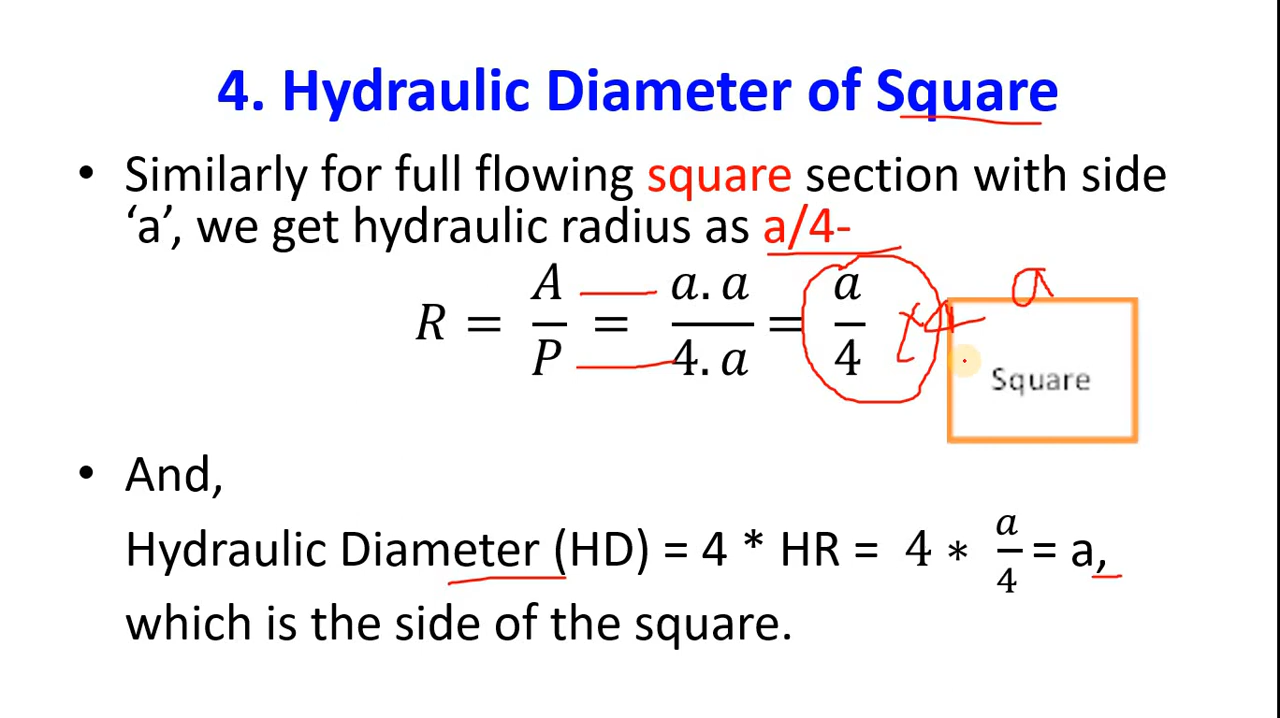 4. Hydraulic Diameter of Square
• Similarly for full flowing square section with side
‘a’, we get hydraulic radius as a/4-
R = A/P = a. a/4. a = a/4 ×4
a
Square
• And,
Hydraulic Diameter (HD) = 4 * HR = 4 ∗ a/4 = a,
which is the side of the square.